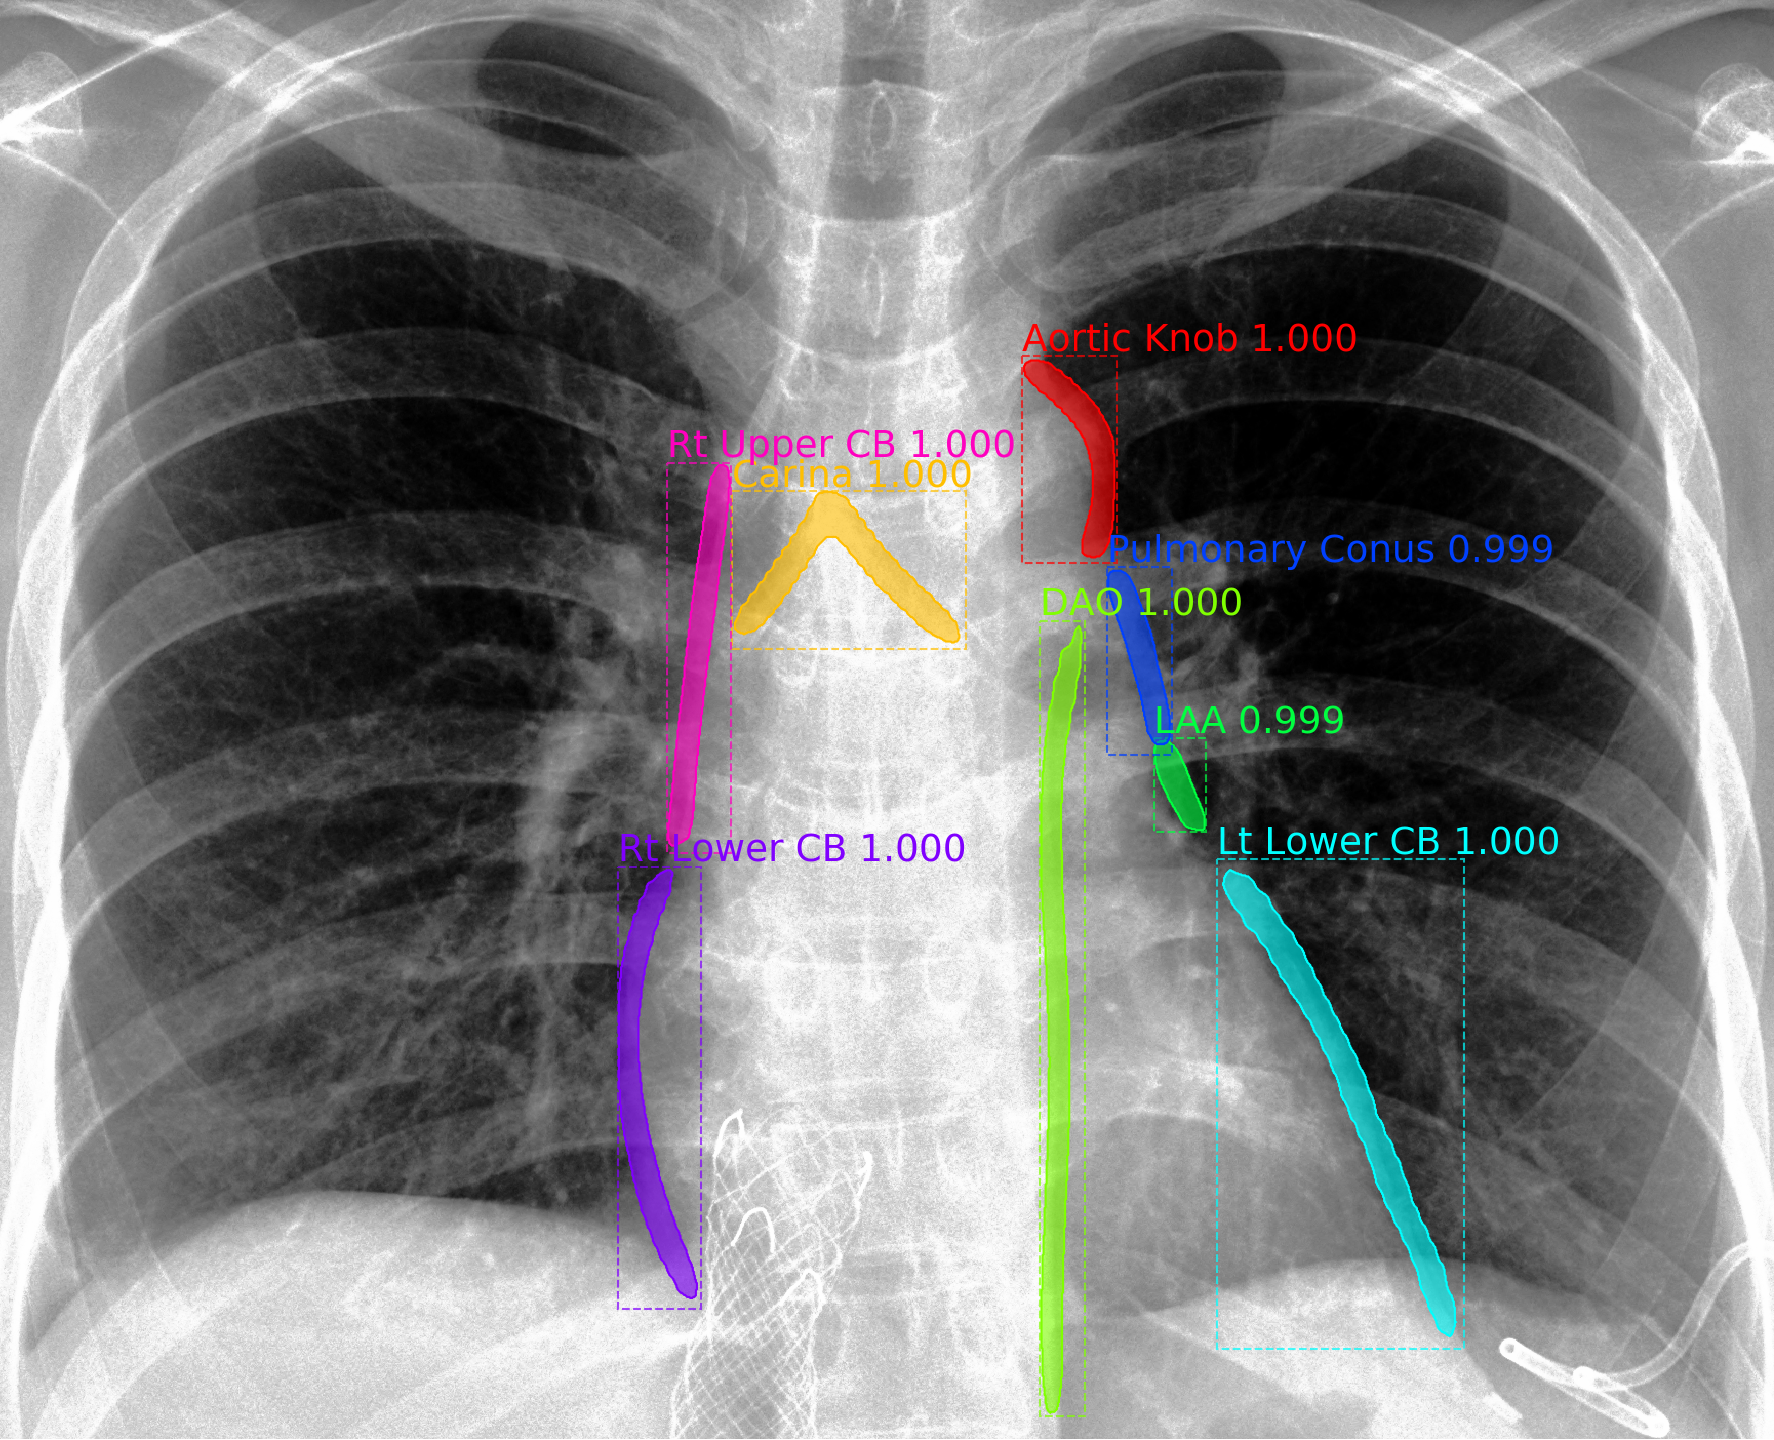 Aortic Knob 1.000
Rt Upper CB 1.000
Carina 1.000
Pulmonary Conus 0.999
DAO 1.000
LAA 0.999
Lt Lower CB 1.000
Rt Lower CB 1.000